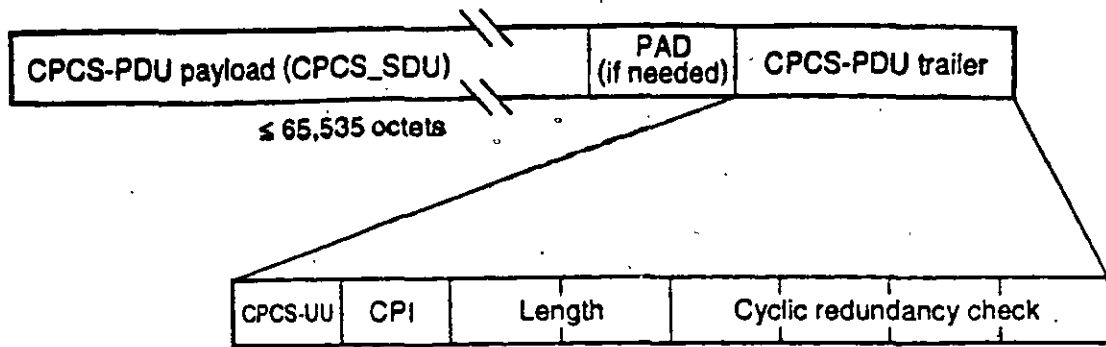 CPCS-PDU payload (CPCS_SDU)
PAD
(if needed)
CPCS-PDU trailer
≤ 65,535 octets
CPCS-UU
CPI
Length
Cyclic redundancy check